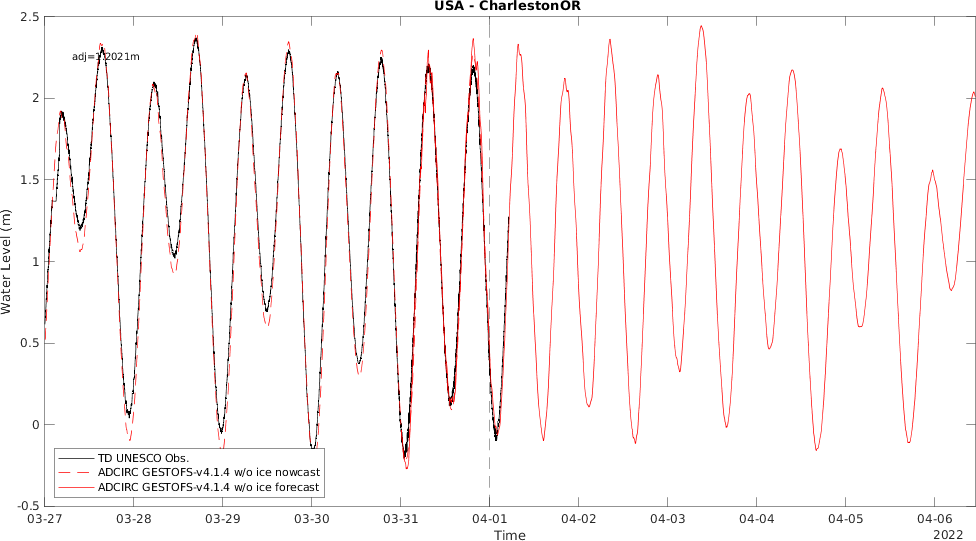 USA - CharlestonOR
adj=1.2021m
Water Level (m)
2.5
2
1.5
1
0.5
0
-0.5
TD UNESCO Obs.
ADCIRC GESTOFS-v4.1.4 w/o ice nowcast
ADCIRC GESTOFS-v4.1.4 w/o ice forecast
03-27 03-28 03-29 03-30 03-31 04-01 04-02 04-03 04-04 04-05 04-06
Time
2022